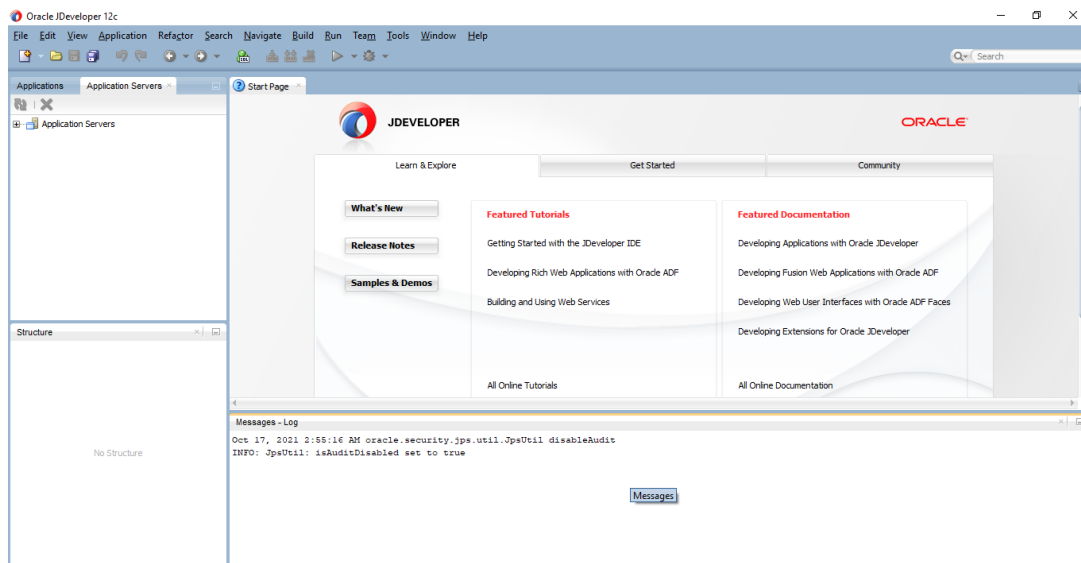 Oracle JDeveloper 12c
File Edit View Application Refactor Search Navigate Build Run Team Tools Window Help
Search
Applications
Application Servers
Application Servers
Structure
No Structure
Start Page
JDEVELOPER
ORACLE
Learn & Explore
Get Started
Community
What's New
Release Notes
Samples & Demos
Featured Tutorials
Getting Started with the JDeveloper IDE
Developing Rich Web Applications with Oracle ADF
Building and Using Web Services
All Online Tutorials
Featured Documentation
Developing Applications with Oracle JDeveloper
Developing Fusion Web Applications with Oracle ADF
Developing Web User Interfaces with Oracle ADF Faces
Developing Extensions for Oracle JDeveloper
All Online Documentation
Messages - Log
Oct 17, 2021 2:55:16 AM oracle.security.jps.util.JpsUtil disableAudit
INFO: JpsUtil: isAuditDisabled set to true
Messages